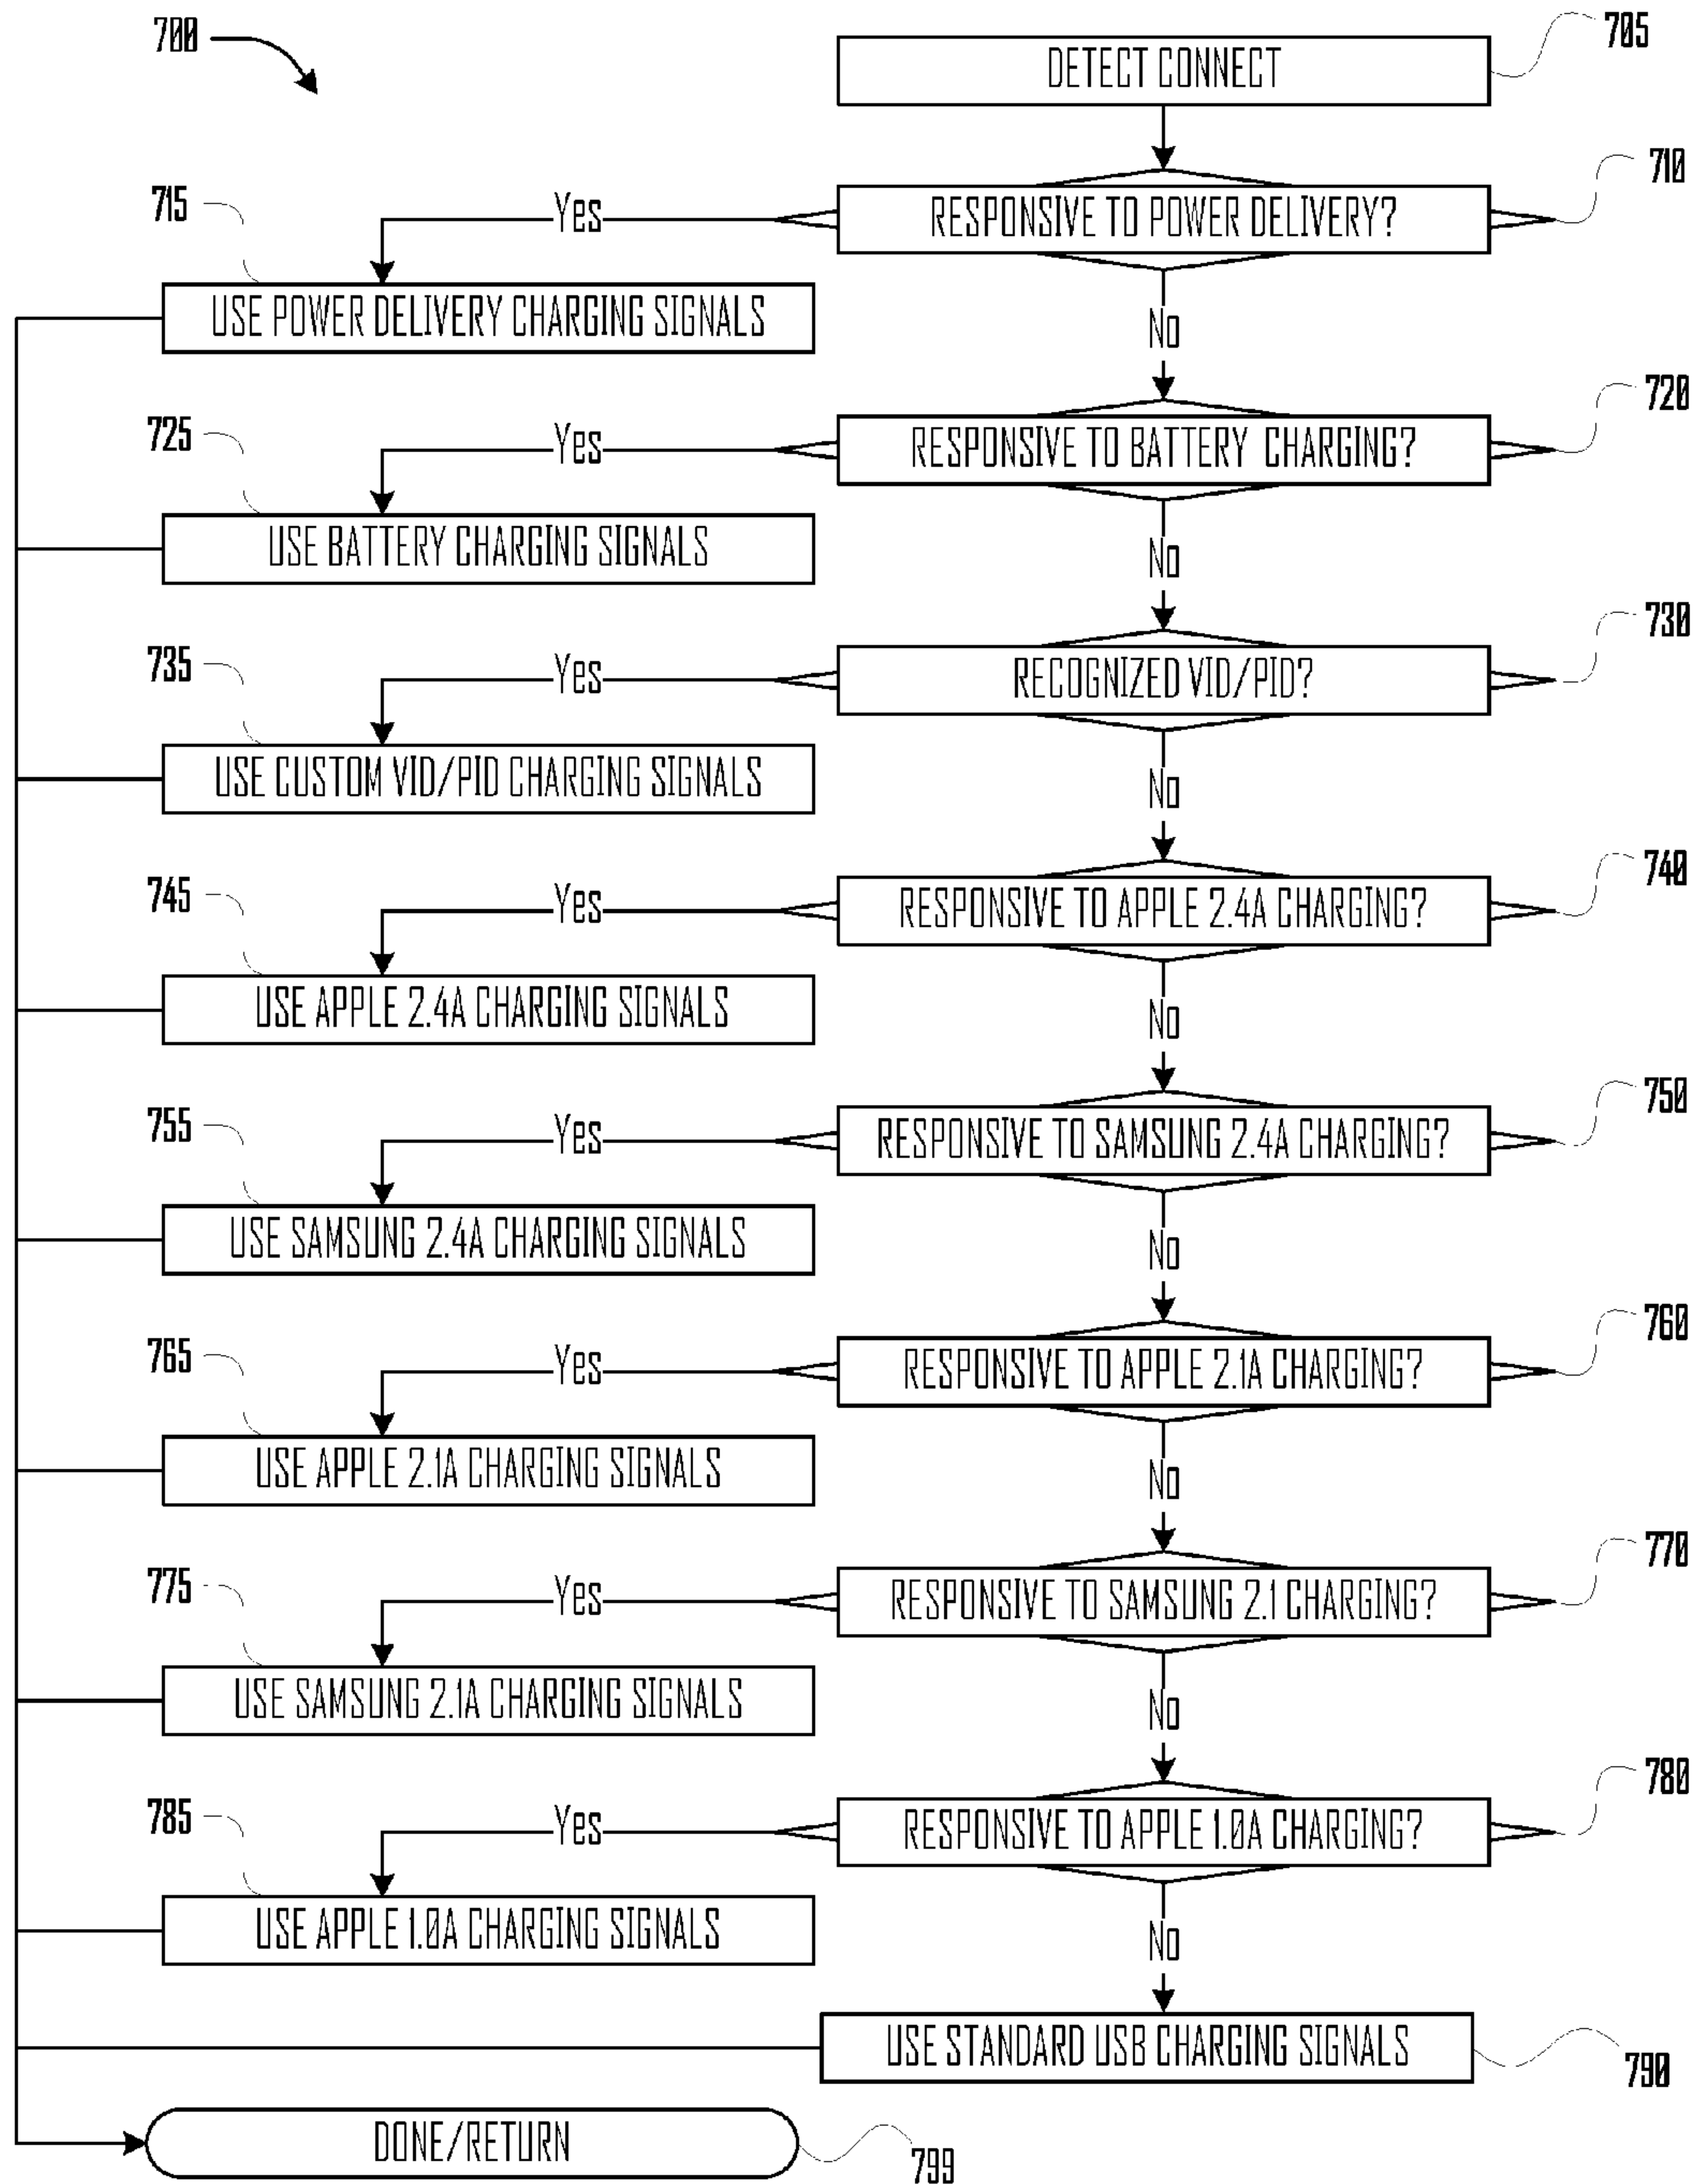 700
DETECT CONNECT
705
RESPONSIVE TO POWER DELIVERY?
710
Yes
715
USE POWER DELIVERY CHARGING SIGNALS
No
RESPONSIVE TO BATTERY CHARGING?
720
Yes
725
USE BATTERY CHARGING SIGNALS
No
RECOGNIZED VID/PID?
730
Yes
735
USE CUSTOM VID/PID CHARGING SIGNALS
No
RESPONSIVE TO APPLE 2.4A CHARGING?
740
Yes
745
USE APPLE 2.4A CHARGING SIGNALS
No
RESPONSIVE TO SAMSUNG 2.4A CHARGING?
750
Yes
755
USE SAMSUNG 2.4A CHARGING SIGNALS
No
RESPONSIVE TO APPLE 2.1A CHARGING?
760
Yes
765
USE APPLE 2.1A CHARGING SIGNALS
No
RESPONSIVE TO SAMSUNG 2.1 CHARGING?
770
Yes
775
USE SAMSUNG 2.1A CHARGING SIGNALS
No
RESPONSIVE TO APPLE 1.0A CHARGING?
780
Yes
785
USE APPLE 1.0A CHARGING SIGNALS
No
USE STANDARD USB CHARGING SIGNALS
790
DONE/RETURN
799